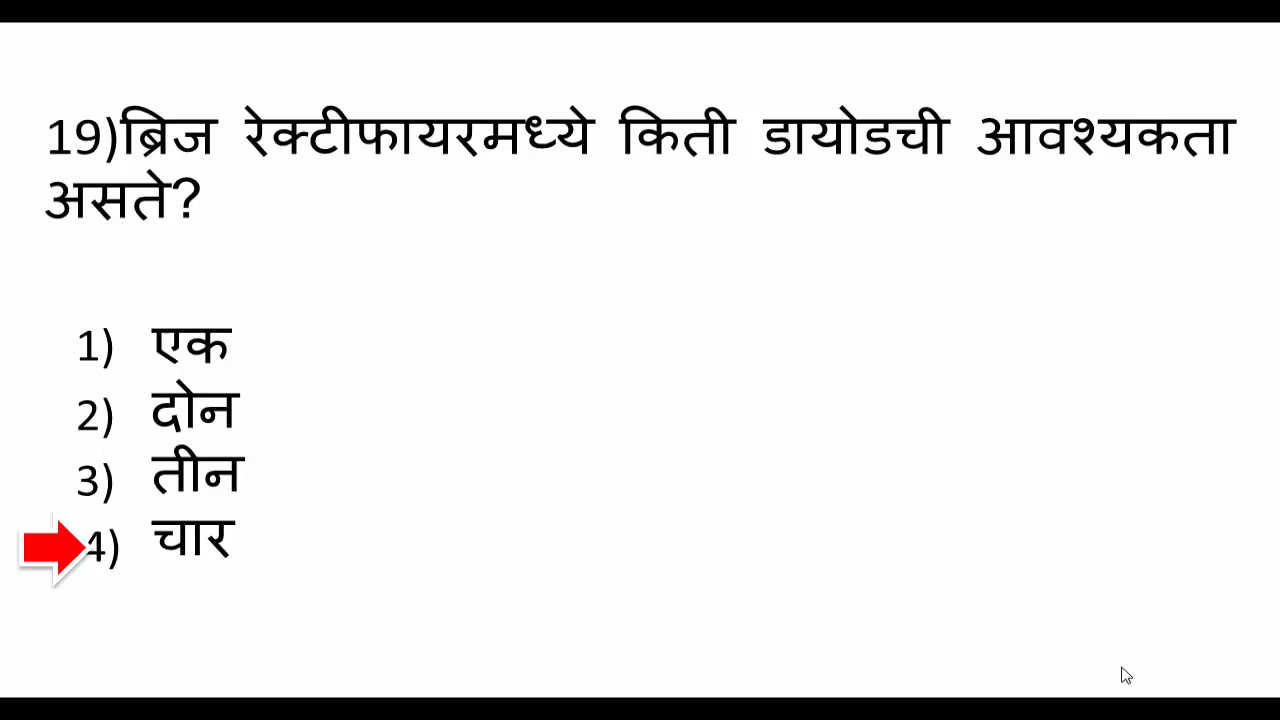 19)ब्रिज रेक्टीफायरमध्ये किती डायोडची आवश्यकता
असते?
1) एक
2) दोन
3) तीन
4) चार